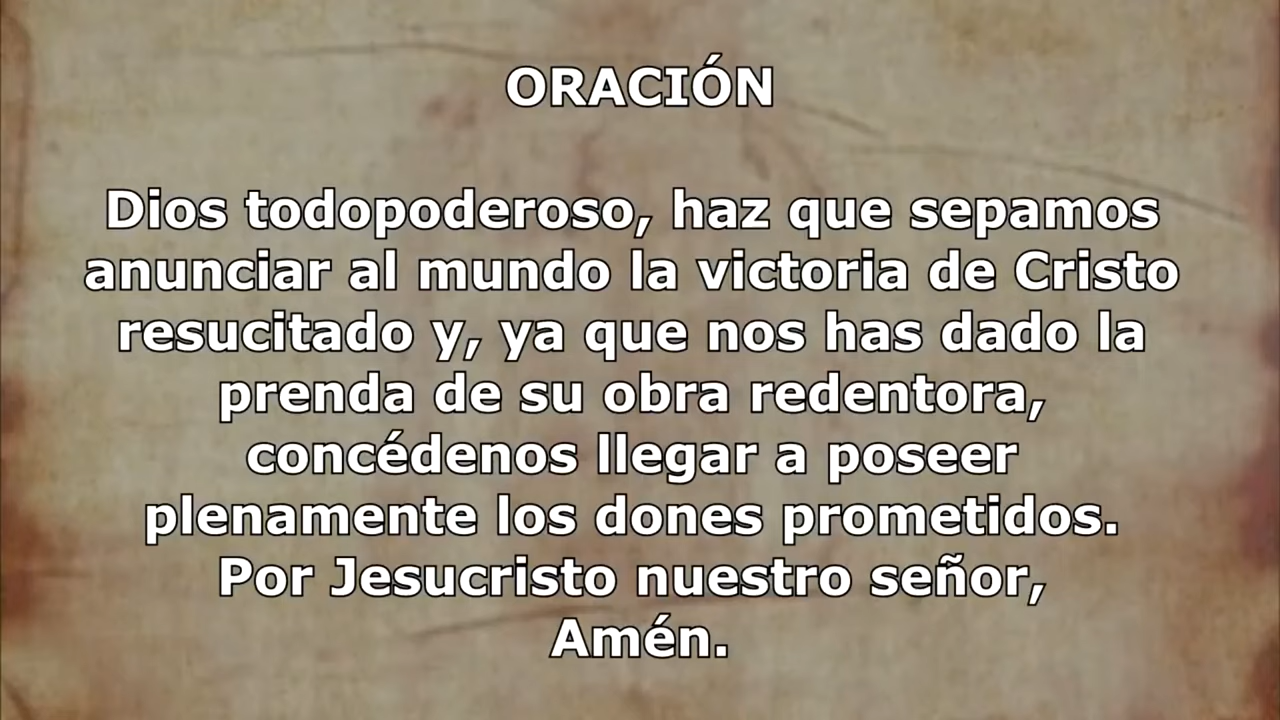 ORACIÓN
Dios todopoderoso, haz que sepamos
anunciar al mundo la victoria de Cristo
resucitado y, ya que nos has dado la
prenda de su obra redentora,
concédenos llegar a poseer
plenamente los dones prometidos.
Por Jesucristo nuestro señor,
Amén.